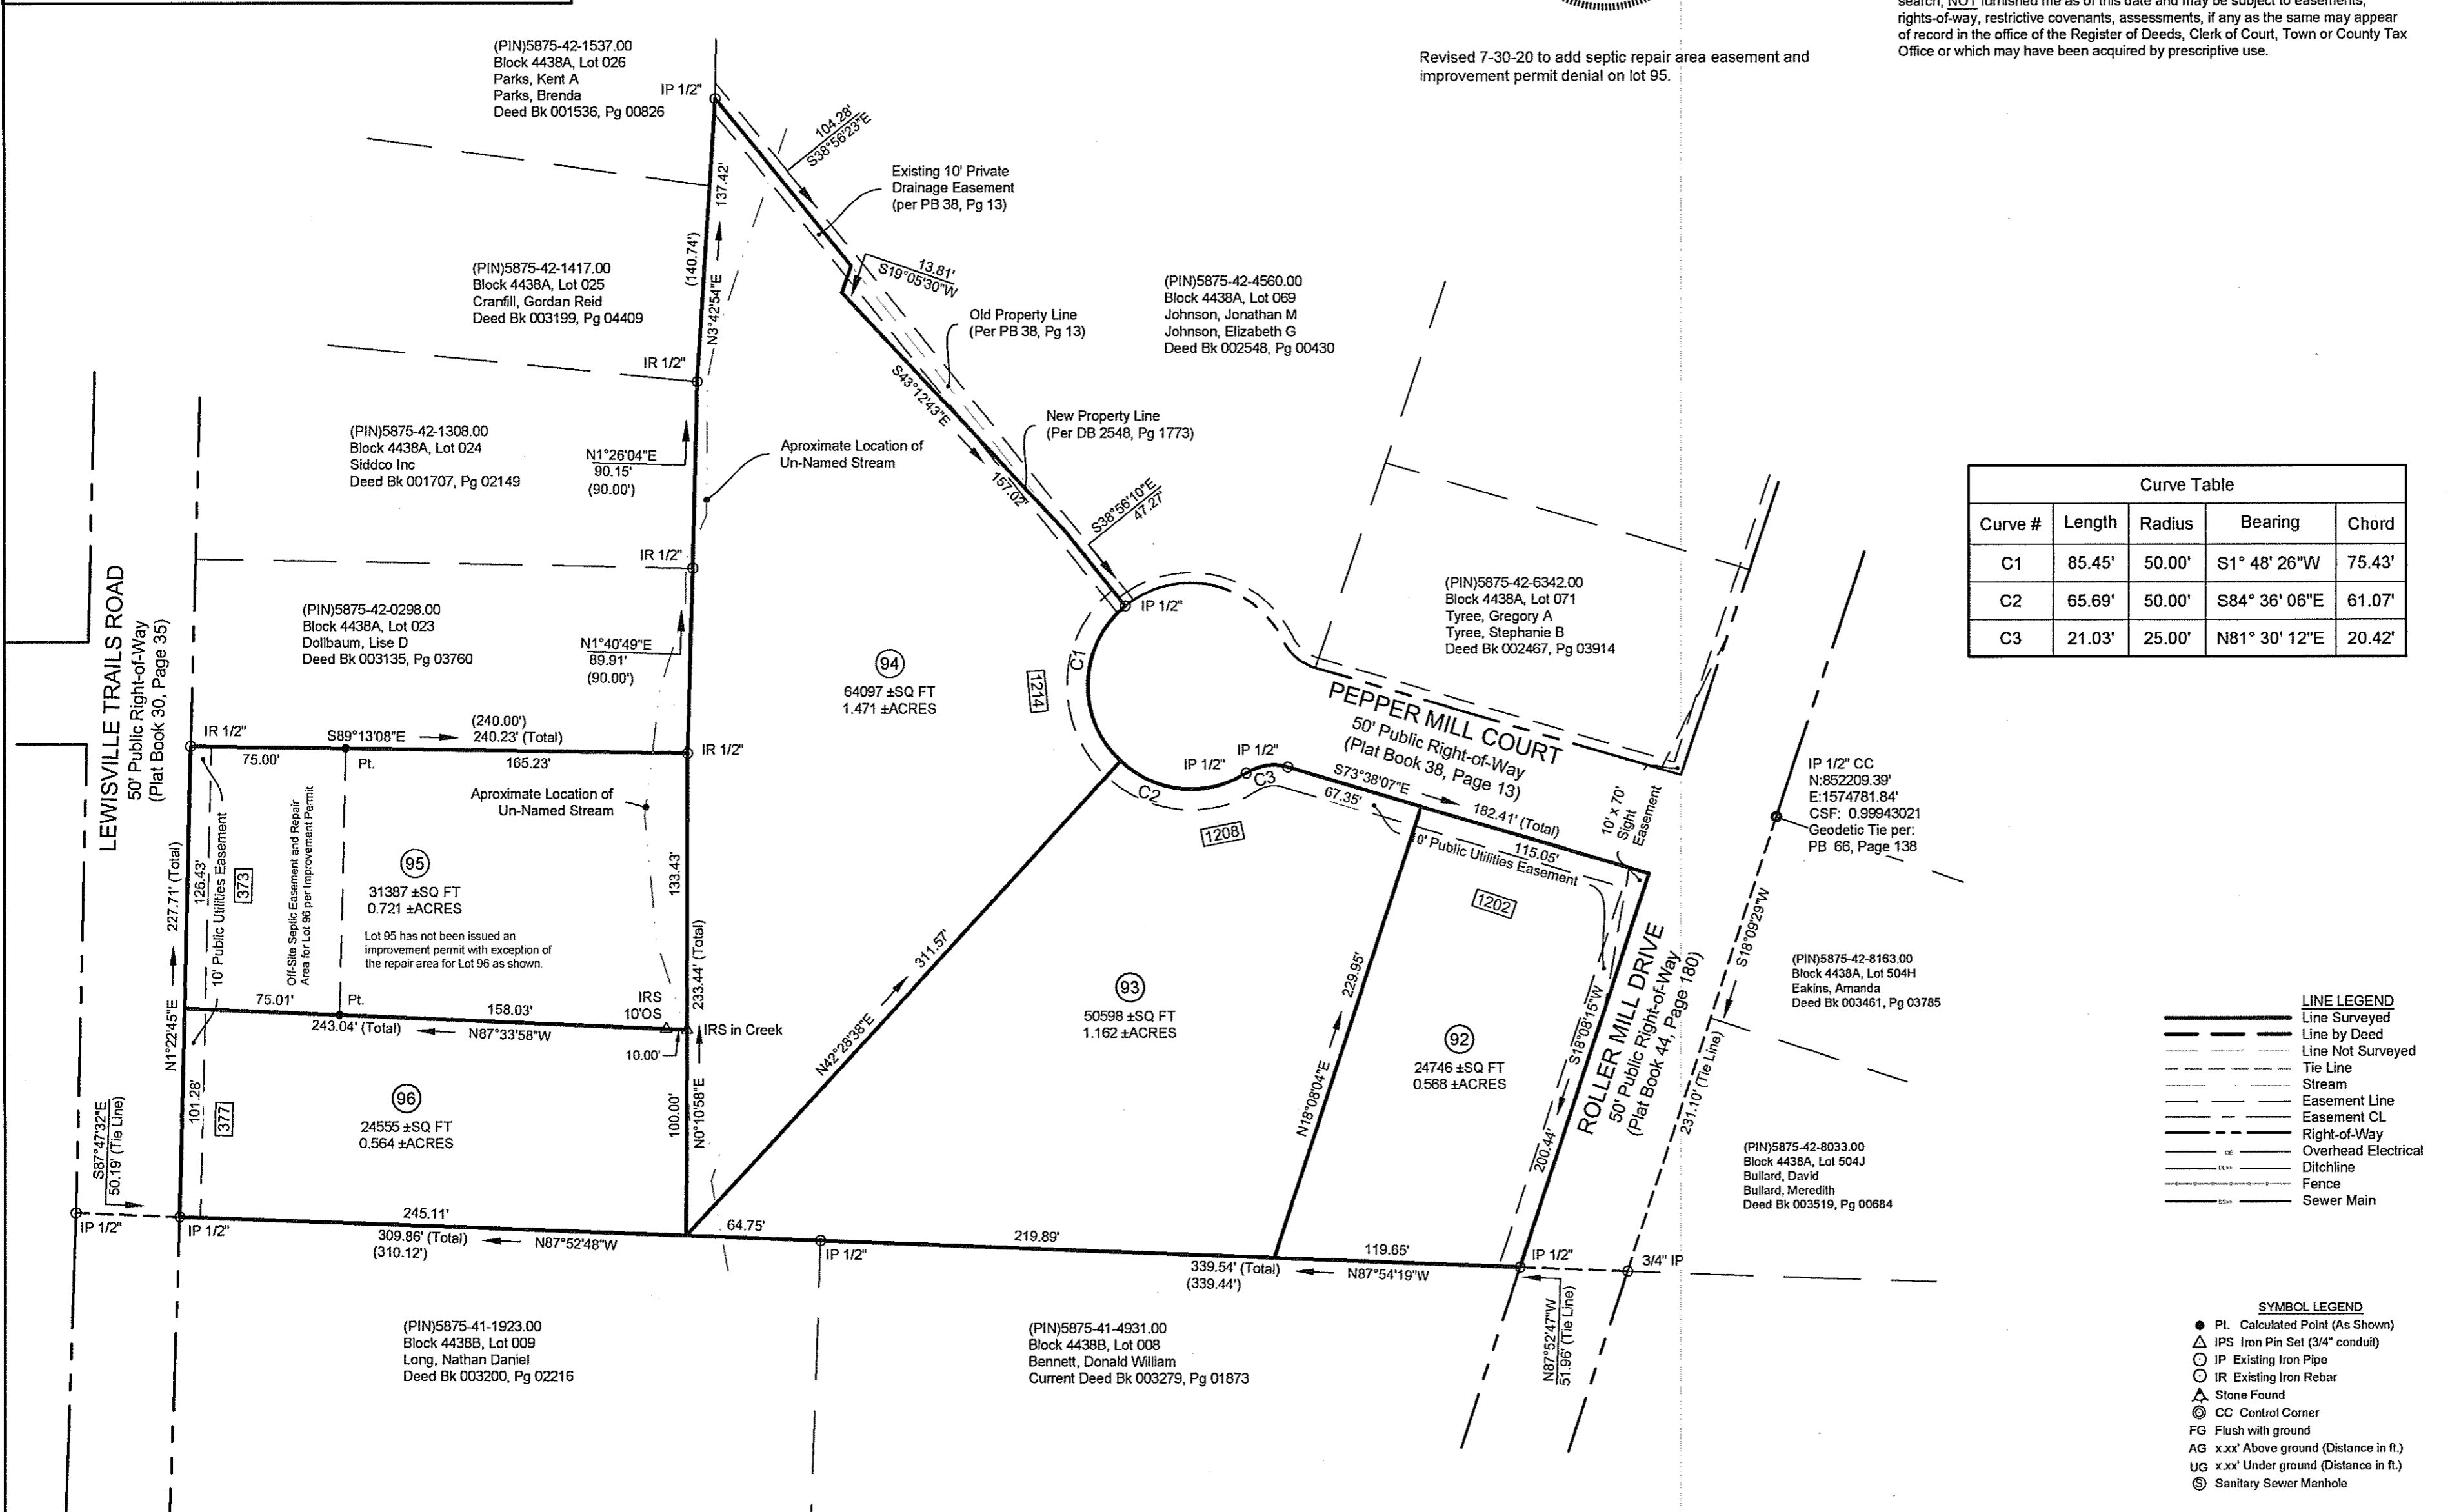 search, NOT furnished me as of this date and may be subject to easements,
rights-of-way, restrictive covenants, assessments, if any as the same may appear
of record in the office of the Register of Deeds, Clerk of Court, Town or County Tax
Office or which may have been acquired by prescriptive use.
Revised 7-30-20 to add septic repair area easement and
improvement permit denial on lot 95.
(PIN)5875-42-1537.00
Block 4438A, Lot 026
Parks, Kent A
Parks, Brenda
Deed Bk 001536, Pg 00826
IP 1/2"
104.28'
S38°56'23"E
137.42'
(140.74')
N3°42'54"E
Existing 10' Private
Drainage Easement
(per PB 38, Pg 13)
(PIN)5875-42-1417.00
Block 4438A, Lot 025
Cranfill, Gordan Reid
Deed Bk 003199, Pg 04409
13.81'
S19°05'30"W
Old Property Line
(Per PB 38, Pg 13)
(PIN)5875-42-4560.00
Block 4438A, Lot 069
Johnson, Jonathan M
Johnson, Elizabeth G
Deed Bk 002548, Pg 00430
IR 1/2"
S43°12'43"E
157.02'
New Property Line
(Per DB 2548, Pg 1773)
(PIN)5875-42-1308.00
Block 4438A, Lot 024
Siddco Inc
Deed Bk 001707, Pg 02149
N1°26'04"E
90.15'
(90.00')
Aproximate Location of
Un-Named Stream
S38°56'10"E
47.27'
IR 1/2"
IP 1/2"
Curve Table
Curve # Length Radius Bearing Chord
C1 85.45' 50.00' S1° 48' 26"W 75.43'
C2 65.69' 50.00' S84° 36' 06"E 61.07'
C3 21.03' 25.00' N81° 30' 12"E 20.42'
LEWISVILLE TRAILS ROAD
50' Public Right-of-Way
(Plat Book 30, Page 35)
(PIN)5875-42-0298.00
Block 4438A, Lot 023
Dollbaum, Lise D
Deed Bk 003135, Pg 03760
N1°40'49"E
89.91'
(90.00')
94
64097 ±SQ FT
1.471 ±ACRES
1214
C1
(PIN)5875-42-6342.00
Block 4438A, Lot 071
Tyree, Gregory A
Tyree, Stephanie B
Deed Bk 002467, Pg 03914
PEPPER MILL COURT
50' Public Right-of-Way
(Plat Book 38, Page 13)
IR 1/2"
S89°13'08"E
(240.00')
240.23' (Total)
75.00'
Pt.
165.23'
IR 1/2"
IP 1/2"
IP 1/2"
C3
C2
1208
S73°38'07"E
67.35'
182.41' (Total)
115.05'
10' Public Utilities Easement
10' x 70'
Sight
Easement
IP 1/2" CC
N:852209.39'
E:1574781.84'
CSF: 0.99943021
Geodetic Tie per:
PB 66, Page 138
Aproximate Location of
Un-Named Stream
227.71' (Total)
126.43'
10' Public Utilities Easement
373
Off-Site Septic Easement and Repair
Area for Lot 96 per Improvement Permit
95
31387 ±SQ FT
0.721 ±ACRES
Lot 95 has not been issued an
improvement permit with exception of
the repair area for Lot 96 as shown.
133.43'
233.44' (Total)
311.57'
N42°28'38"E
1202
S18°09'29"W
231.10' (Tie Line)
75.01'
Pt.
158.03'
243.04' (Total)
N87°33'58"W
IRS
10'OS
IRS in Creek
10.00'
N1°22'45"E
93
50598 ±SQ FT
1.162 ±ACRES
229.95'
N18°08'04"E
92
24746 ±SQ FT
0.568 ±ACRES
S18°08'15"W
200.44'
ROLLER MILL DRIVE
50' Public Right-of-Way
(Plat Book 44, Page 180)
(PIN)5875-42-8163.00
Block 4438A, Lot 504H
Eakins, Amanda
Deed Bk 003461, Pg 03785
LINE LEGEND
Line Surveyed
Line by Deed
Line Not Surveyed
Tie Line
Stream
Easement Line
Easement CL
Right-of-Way
OE Overhead Electrical
DL>> Ditchline
Fence
SS>> Sewer Main
101.28'
377
96
24555 ±SQ FT
0.564 ±ACRES
100.00'
N0°10'58"E
S87°47'32"E
50.19' (Tie Line)
(PIN)5875-42-8033.00
Block 4438A, Lot 504J
Bullard, David
Bullard, Meredith
Deed Bk 003519, Pg 00684
IP 1/2"
IP 1/2"
245.11'
309.86' (Total)
(310.12')
N87°52'48"W
64.75'
IP 1/2"
219.89'
119.65'
339.54' (Total)
(339.44')
N87°54'19"W
IP 1/2"
3/4" IP
N87°52'47"W
51.96' (Tie Line)
(PIN)5875-41-1923.00
Block 4438B, Lot 009
Long, Nathan Daniel
Deed Bk 003200, Pg 02216
(PIN)5875-41-4931.00
Block 4438B, Lot 008
Bennett, Donald William
Current Deed Bk 003279, Pg 01873
SYMBOL LEGEND
Pt. Calculated Point (As Shown)
IPS Iron Pin Set (3/4" conduit)
IP Existing Iron Pipe
IR Existing Iron Rebar
Stone Found
CC Control Corner
FG Flush with ground
AG x.xx' Above ground (Distance in ft.)
UG x.xx' Under ground (Distance in ft.)
S Sanitary Sewer Manhole